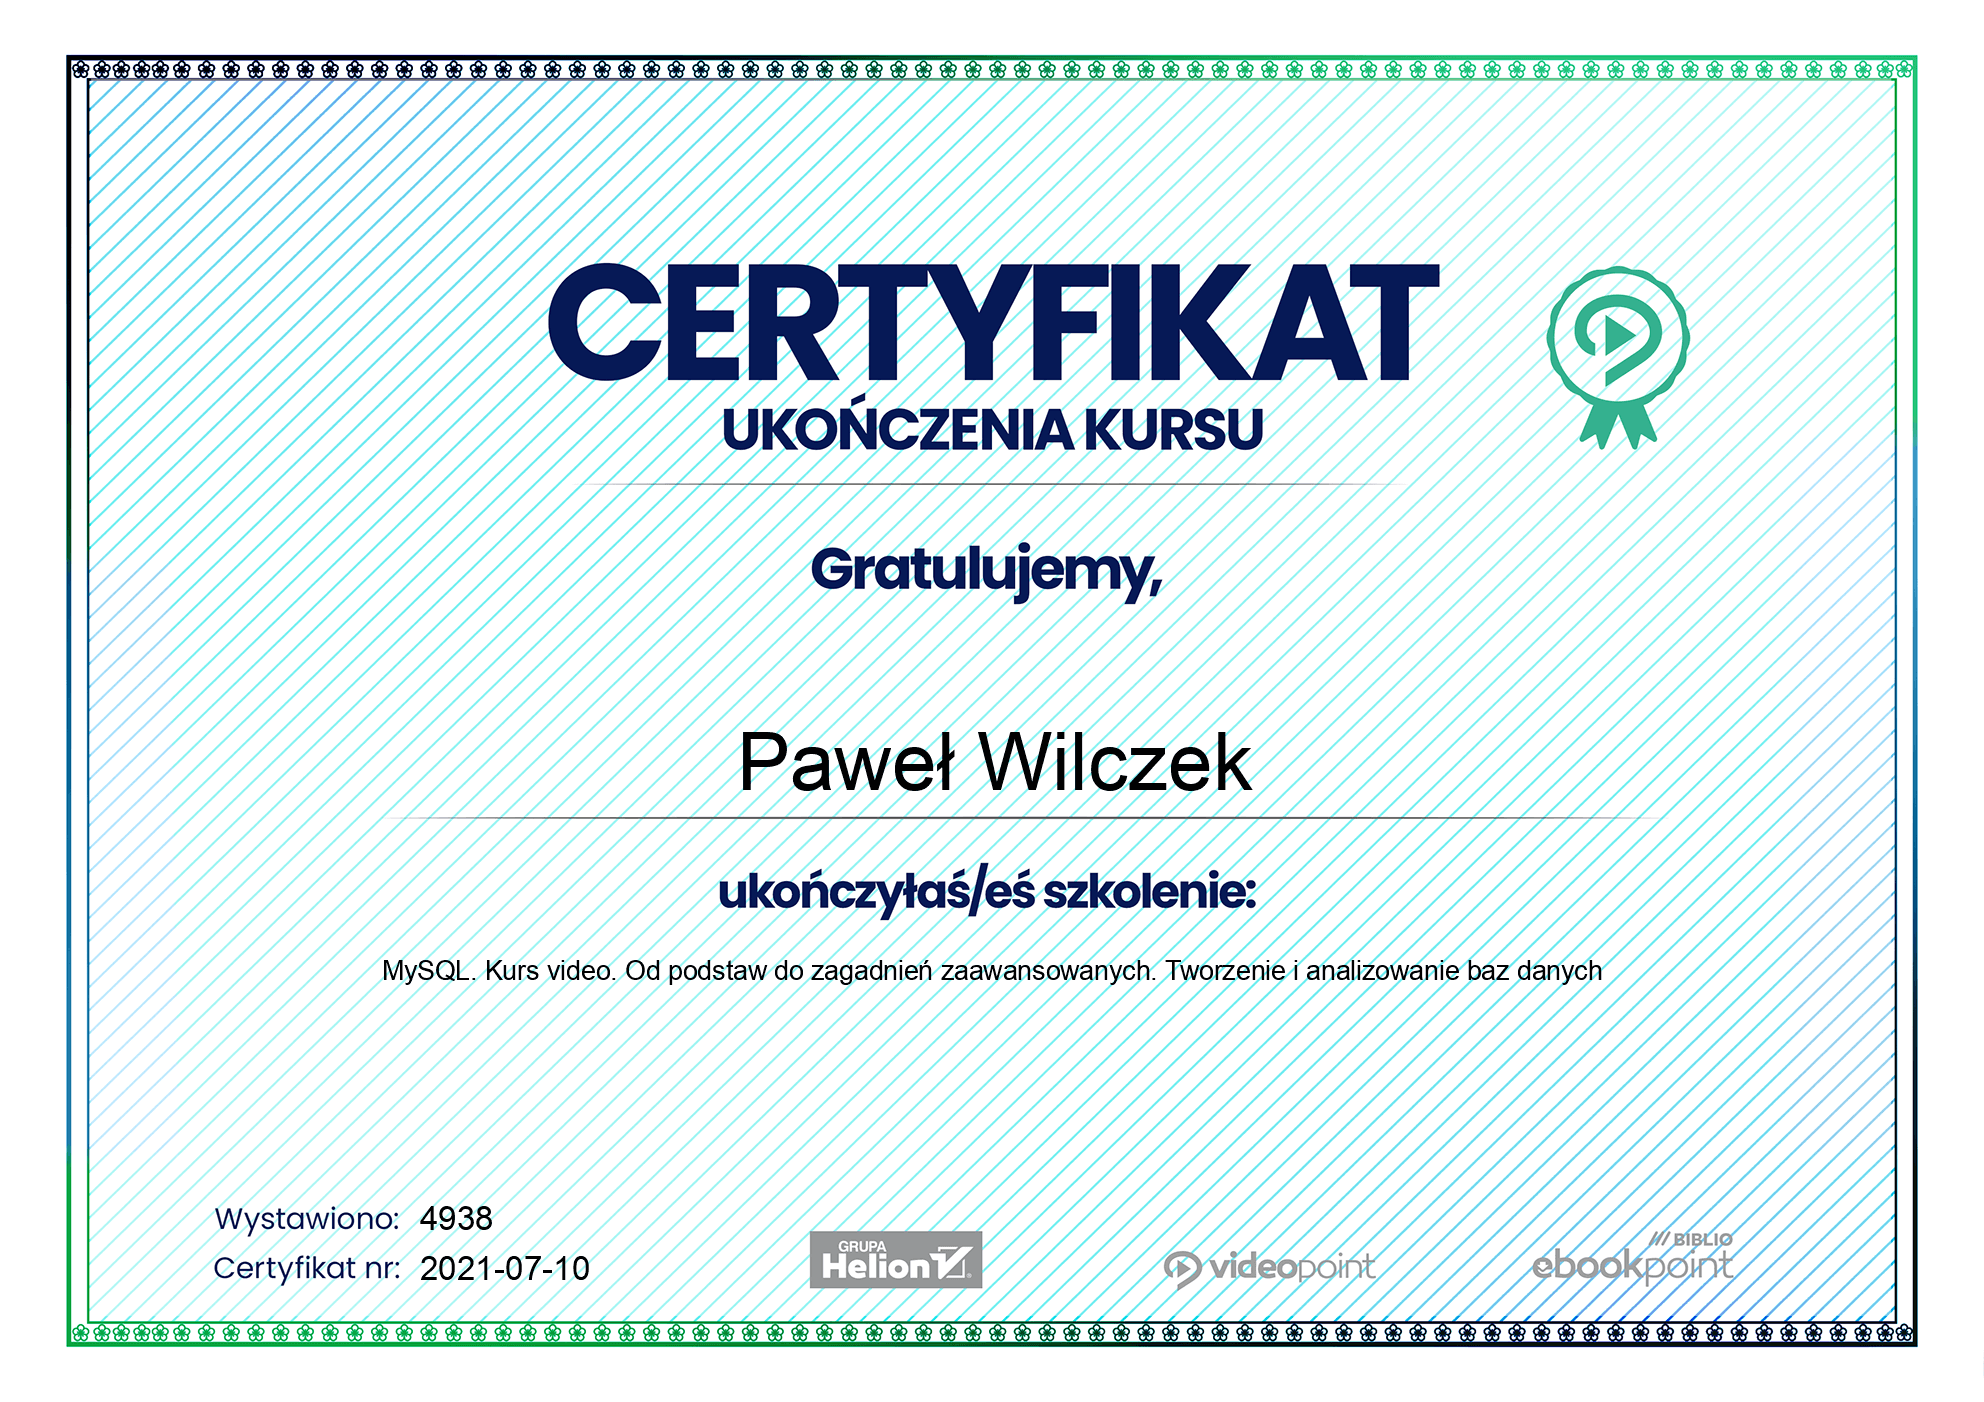 CERTYFIKAT
UKOŃCZENIA KURSU
Gratulujemy,
Paweł Wilczek
ukończyłaś/eś szkolenie:
MySQL. Kurs video. Od podstaw do zagadnień zaawansowanych. Tworzenie i analizowanie baz danych
Wystawiono: 4938
Certyfikat nr: 2021-07-10
GRUPA
Helion
videopoint
BIBLIO
ebookpoint